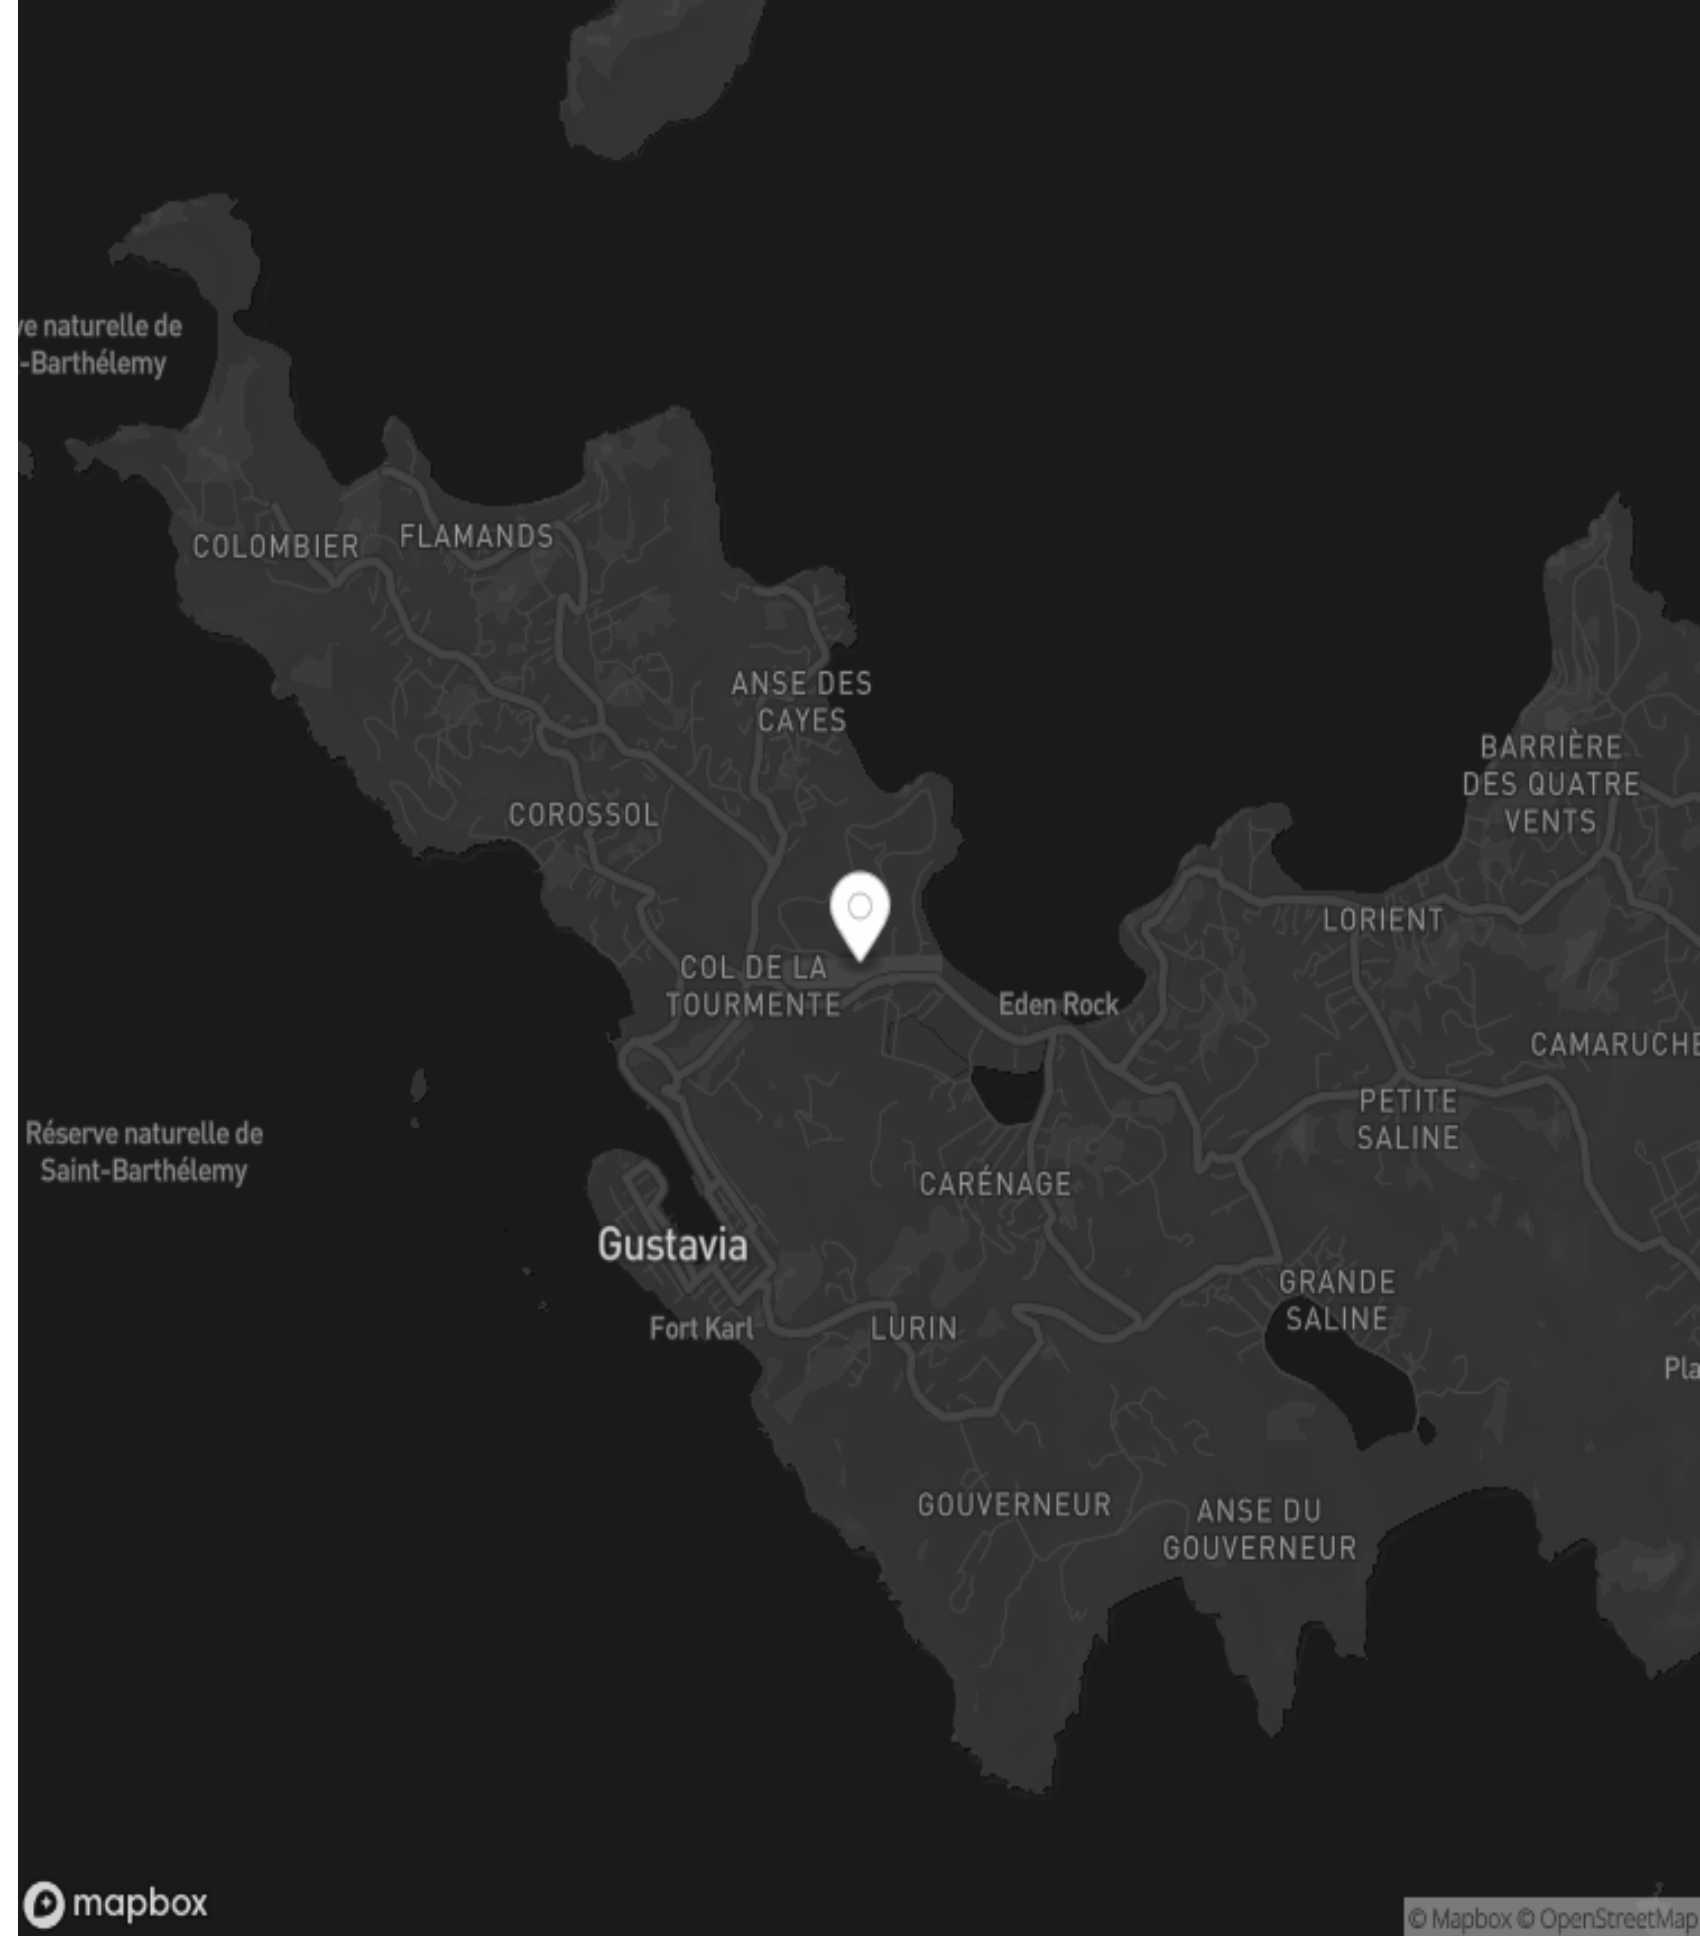 ve naturelle de
-Barthélemy
COLOMBIER
FLAMANDS
ANSE DES
CAYES
BARRIÈRE
DES QUATRE
VENTS
COROSSOL
LORIENT
COL DE LA
TOURMENTE
Eden Rock
CAMARUCHE
PETITE
SALINE
Réserve naturelle de
Saint-Barthélemy
CARÉNAGE
Gustavia
GRANDE
SALINE
Fort Karl
LURIN
Pla
GOUVERNEUR
ANSE DU
GOUVERNEUR
mapbox
© Mapbox © OpenStreetMap